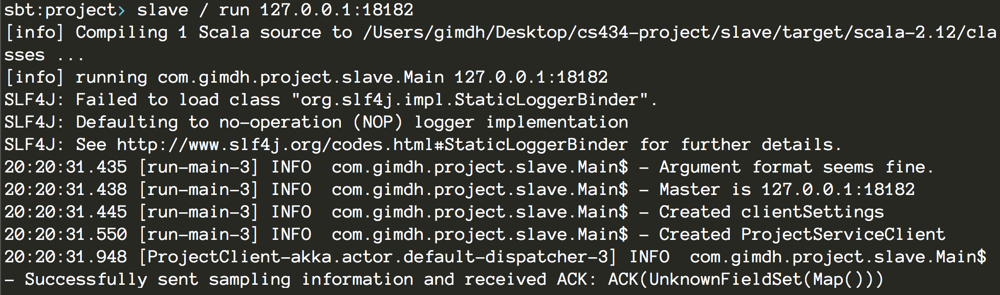 sbt:project> slave / run 127.0.0.1:18182
[info] Compiling 1 Scala source to /Users/gimdh/Desktop/cs434-project/slave/target/scala-2.12/cla
sses ...
[info] running com.gimdh.project.slave.Main 127.0.0.1:18182
SLF4J: Failed to load class "org.slf4j.impl.StaticLoggerBinder".
SLF4J: Defaulting to no-operation (NOP) logger implementation
SLF4J: See http://www.slf4j.org/codes.html#StaticLoggerBinder for further details.
20:20:31.435 [run-main-3] INFO  com.gimdh.project.slave.Main$ - Argument format seems fine.
20:20:31.438 [run-main-3] INFO  com.gimdh.project.slave.Main$ - Master is 127.0.0.1:18182
20:20:31.445 [run-main-3] INFO  com.gimdh.project.slave.Main$ - Created clientSettings
20:20:31.550 [run-main-3] INFO  com.gimdh.project.slave.Main$ - Created ProjectServiceClient
20:20:31.948 [ProjectClient-akka.actor.default-dispatcher-3] INFO  com.gimdh.project.slave.Main$
- Successfully sent sampling information and received ACK: ACK(UnknownFieldSet(Map()))